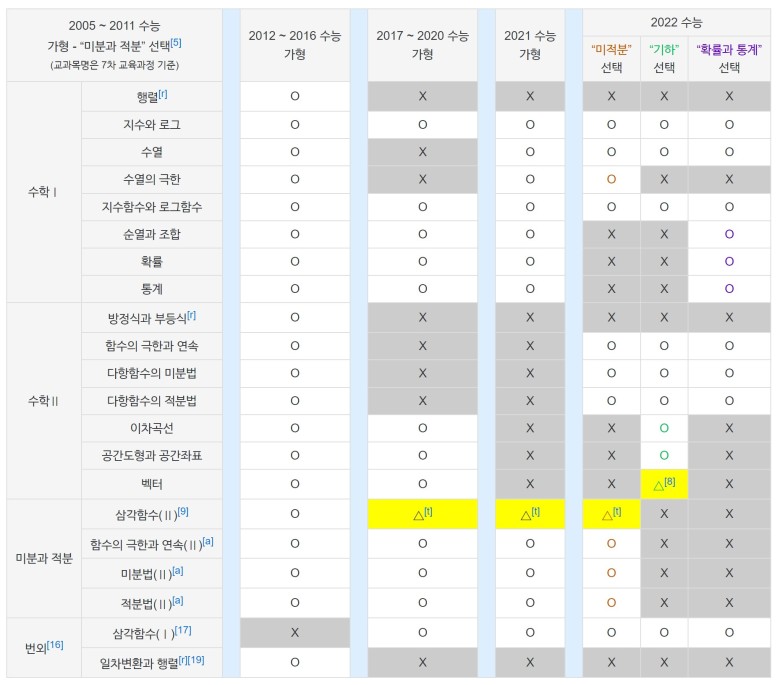 2005 ~ 2011 수능
가형 - “미분과 적분” 선택[5]
(교과목명은 7차 교육과정 기준)
2012 ~ 2016 수능
가형
2017 ~ 2020 수능
가형
2021 수능
가형
2022 수능
“미적분”
선택
“기하”
선택
“확률과 통계”
선택
수학Ⅰ
행렬[r] O X X X X X
지수와 로그 O O O O O O
수열 O X O O O O
수열의 극한 O X O O X X
지수함수와 로그함수 O O O O O O
순열과 조합 O O O X X O
확률 O O O X X O
통계 O O O X X O
수학Ⅱ
방정식과 부등식[r] O X X X X X
함수의 극한과 연속 O X X O O O
다항함수의 미분법 O X X O O O
다항함수의 적분법 O X X O O O
이차곡선 O O X X O X
공간도형과 공간좌표 O O X X O X
벡터 O O X X △[8] X
미분과 적분
삼각함수(Ⅱ)[9] O △[t] △[t] △[t] X X
함수의 극한과 연속(Ⅱ)[a] O O O O X X
미분법(Ⅱ)[a] O O O O X X
적분법(Ⅱ)[a] O O O O X X
번외[16]
삼각함수(Ⅰ)[17] X O O O O O
일차변환과 행렬[r][19] O X X X X X